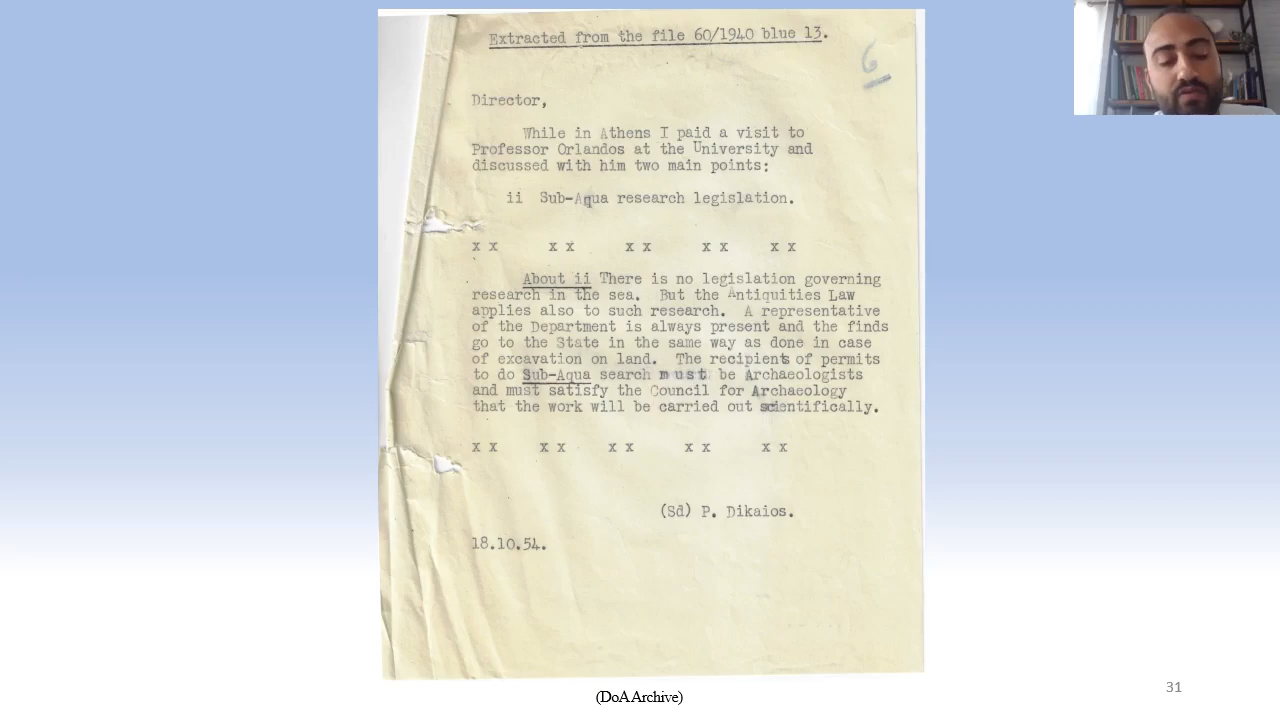 Extracted from the file 60/1940 blue 13.
6
Director,
While in Athens I paid a visit to
Professor Orlandos at the University and
discussed with him two main points:
ii Sub-Aqua research legislation.
x x x x x x x x x x
About ii There is no legislation governing
research in the sea. But the Antiquities Law
applies also to such research. A representative
of the Department is always present and the finds
go to the State in the same way as done in case
of excavation on land. The recipients of permits
to do Sub-Aqua search must be Archaeologists
and must satisfy the Council for Archaeology
that the work will be carried out scientifically.
x x x x x x x x x x
(Sd) P. Dikaios.
18.10.54.
(DoA Archive)
31